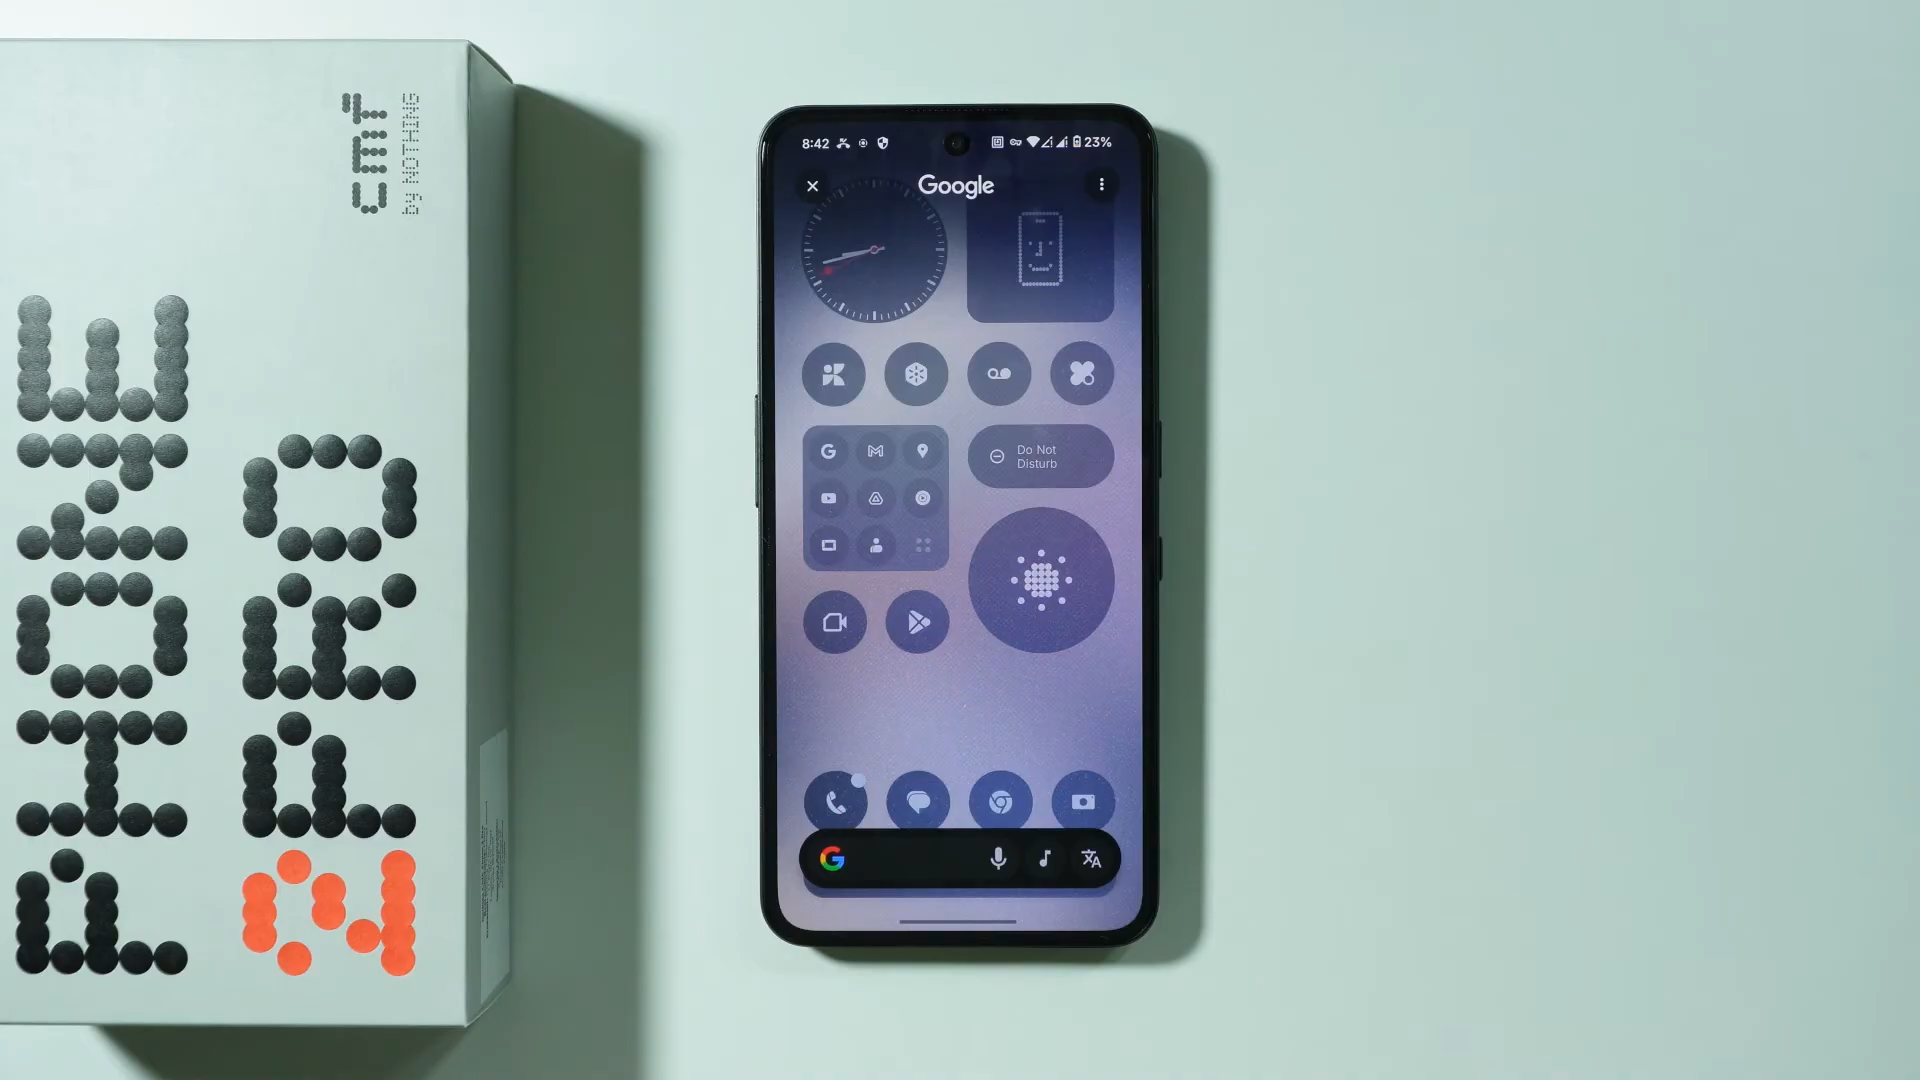 cmf
by NOTHING
PHONE
PRO
2
8:42
23%
Google
Do Not
Disturb